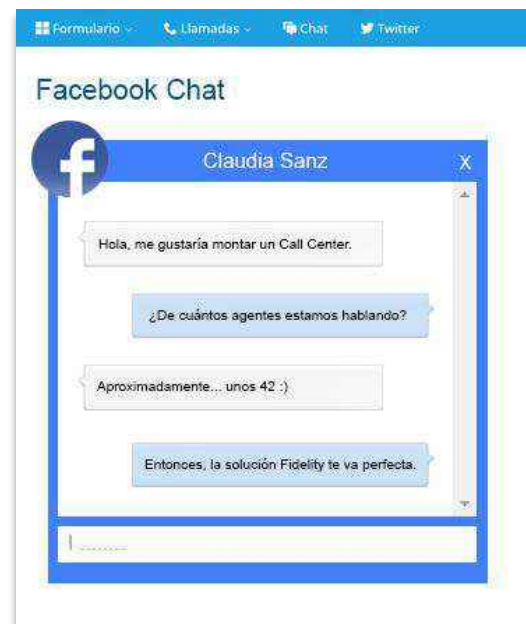 Formulario Llamadas Chat Twitter
Facebook Chat
Claudia Sanz X
Hola, me gustaría montar un Call Center.
¿De cuántos agentes estamos hablando?
Aproximadamente... unos 42 :)
Entonces, la solución Fidelity te va perfecta.